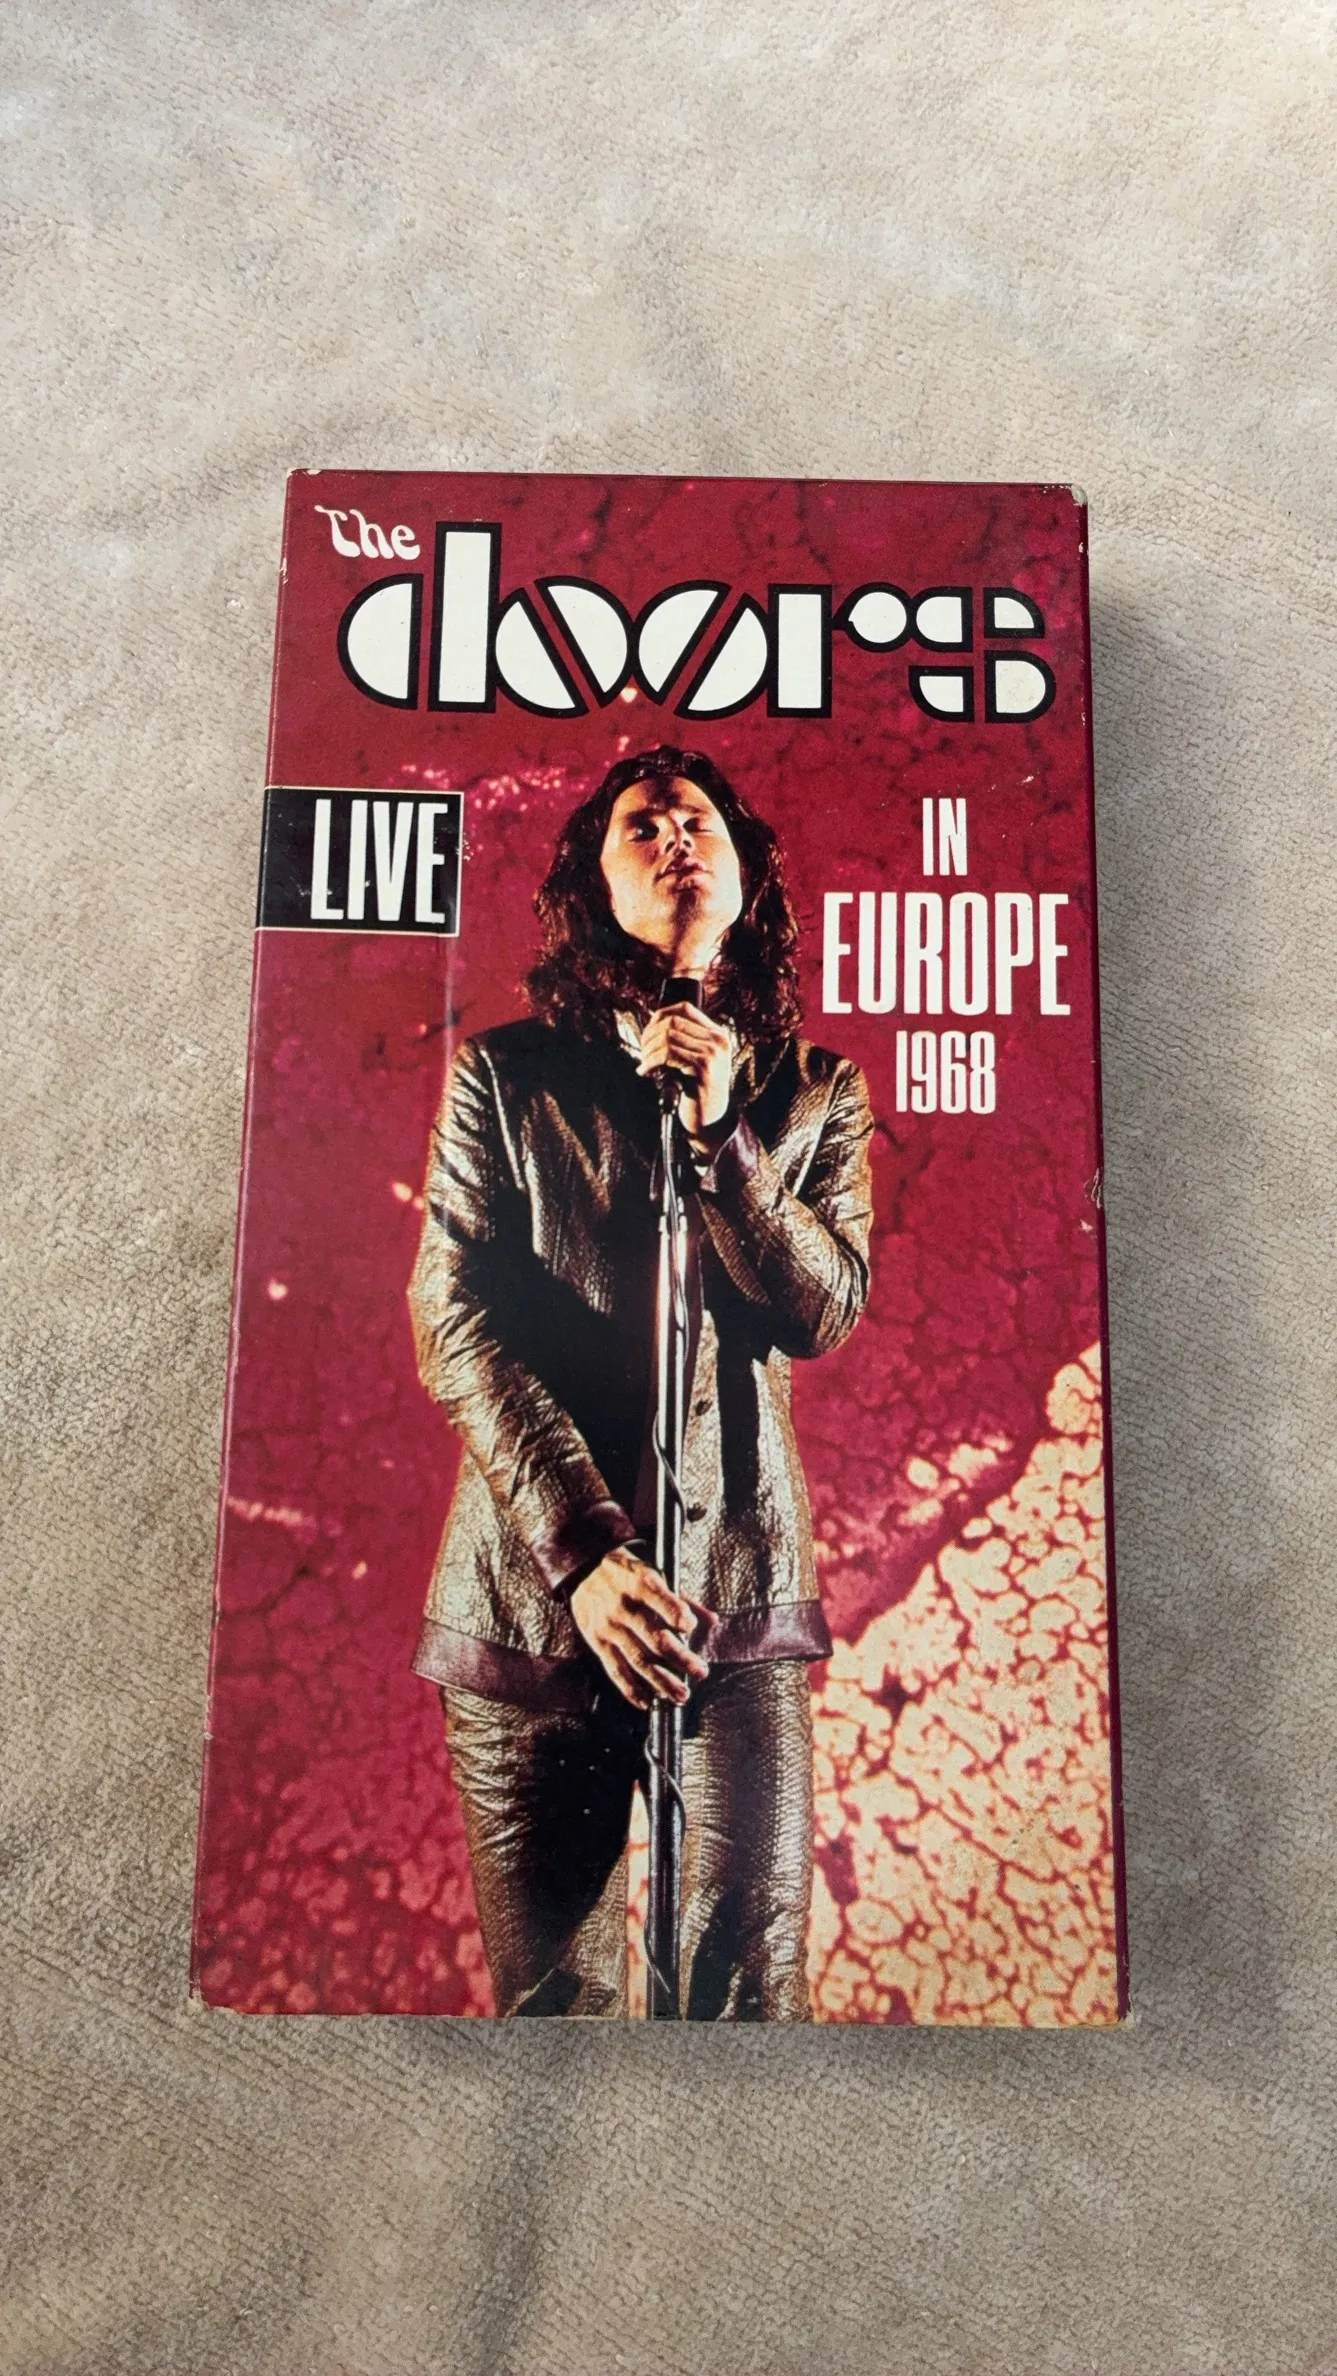 The
doors
LIVE
IN
EUROPE
1968